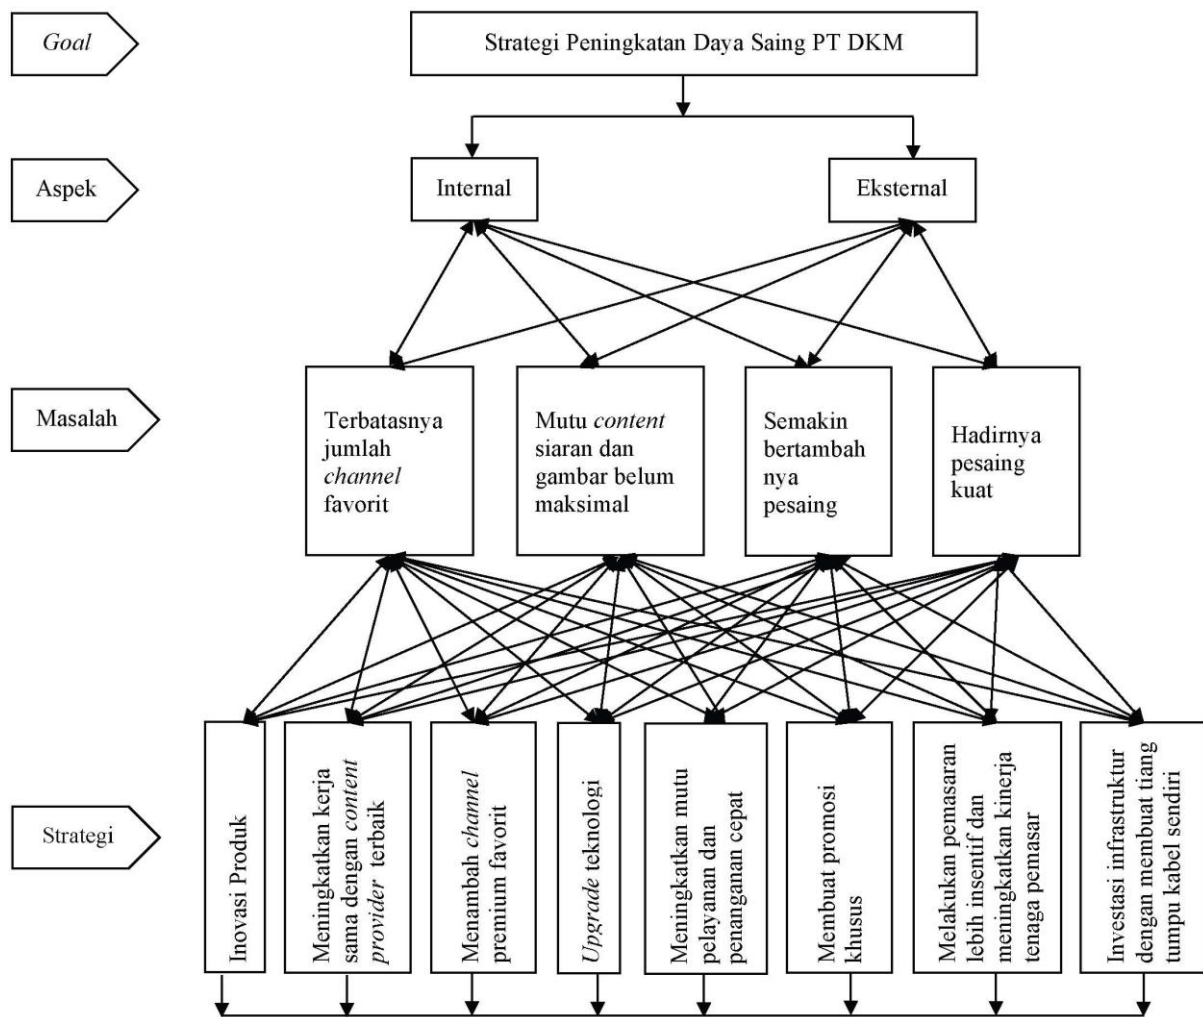 Goal
Strategi Peningkatan Daya Saing PT DKM
Aspek
Internal
Eksternal
Masalah
Terbatasnya
jumlah
channel
favorit
Mutu content
siaran dan
gambar belum
maksimal
Semakin
bertambah
nya
pesaing
Hadirnya
pesaing
kuat
Strategi
Inovasi Produk
Meningkatkan kerja
sama dengan content
provider terbaik
Menambah channel
premium favorit
Upgrade teknologi
Meningkatkan mutu
pelayanan dan
penanganan cepat
Membuat promosi
khusus
Melakukan pemasaran
lebih insentif dan
meningkatkan kinerja
tenaga pemasar
Investasi infrastruktur
dengan membuat tiang
tumpu kabel sendiri